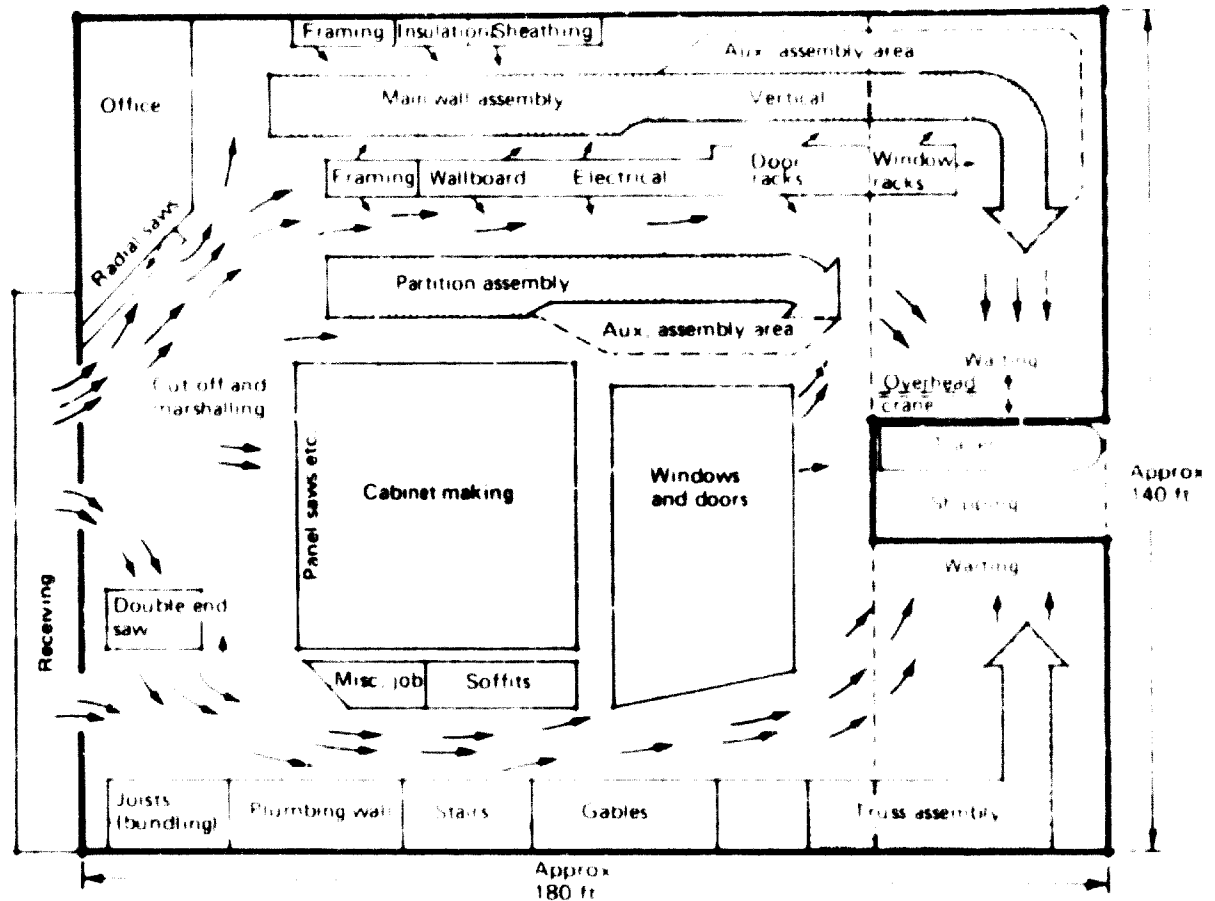 Framing Insulation Sheathing
Aux. assembly area
Office
Main wall assembly
Vertical
Framing
Wallboard
Electrical
Door
racks
Window
racks
Radial saws
Partition assembly
Aux. assembly area
Waiting
Overhead
crane
Cut off and
marshalling
Panel saws etc.
Cabinet making
Windows
and doors
Trailer
Shipping
Approx
140 ft
Waiting
Receiving
Double end
saw
Misc. job
Soffits
Joists
(bundling)
Plumbing wall
Stairs
Gables
Truss assembly
Approx
180 ft